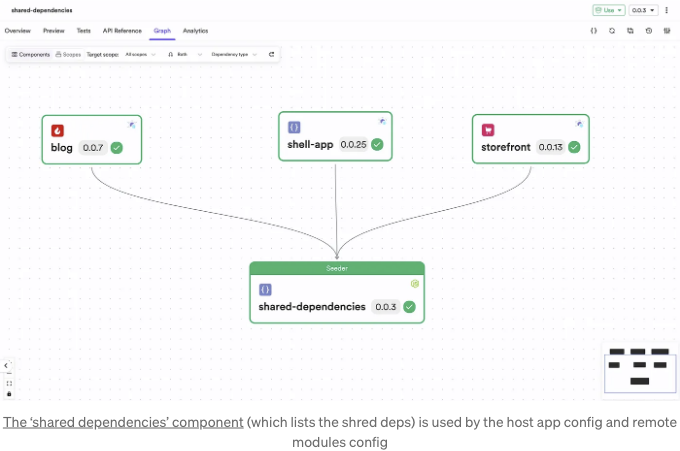 shared-dependencies
Use 0.0.3
Overview Preview Tests API Reference Graph Analytics
Components Scopes Target scope: All scopes Both Dependency type
blog 0.0.7
shell-app 0.0.25
storefront 0.0.13
Seeder
shared-dependencies 0.0.3
The ‘shared dependencies’ component (which lists the shred deps) is used by the host app config and remote
modules config